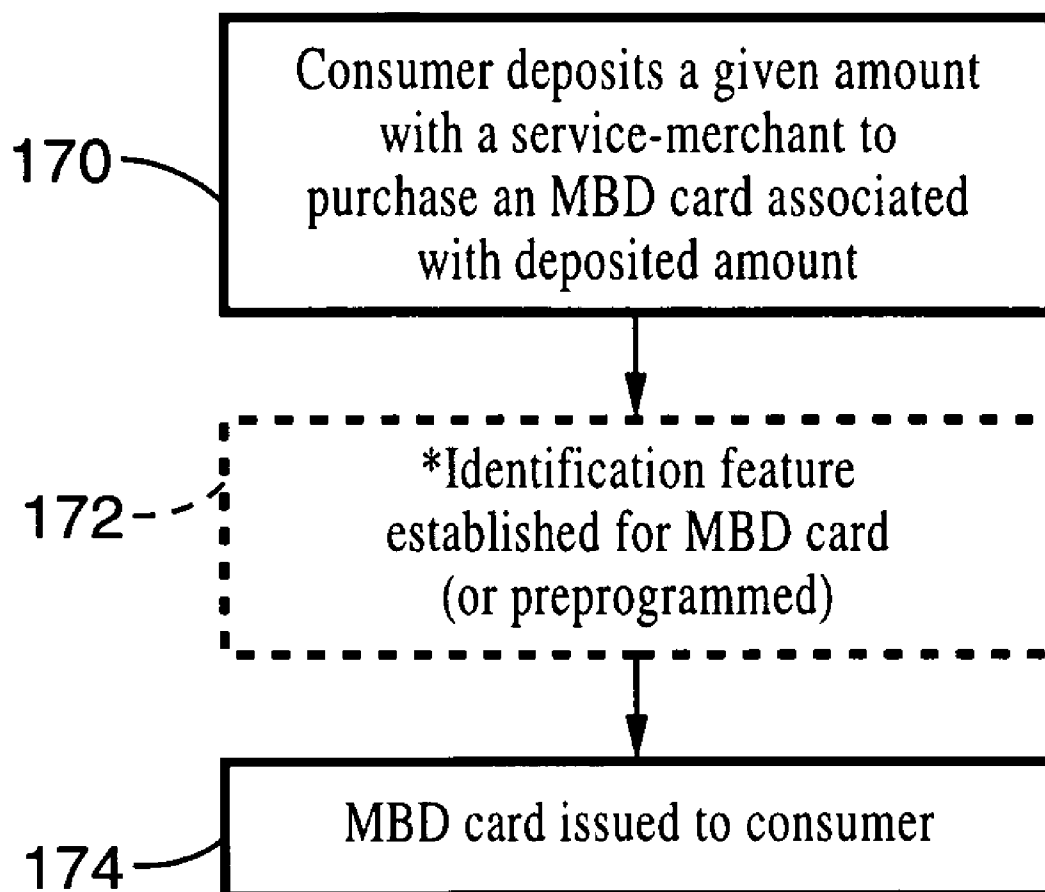 170
Consumer deposits a given amount
with a service-merchant to
purchase an MBD card associated
with deposited amount
172
*Identification feature
established for MBD card
(or preprogrammed)
174
MBD card issued to consumer